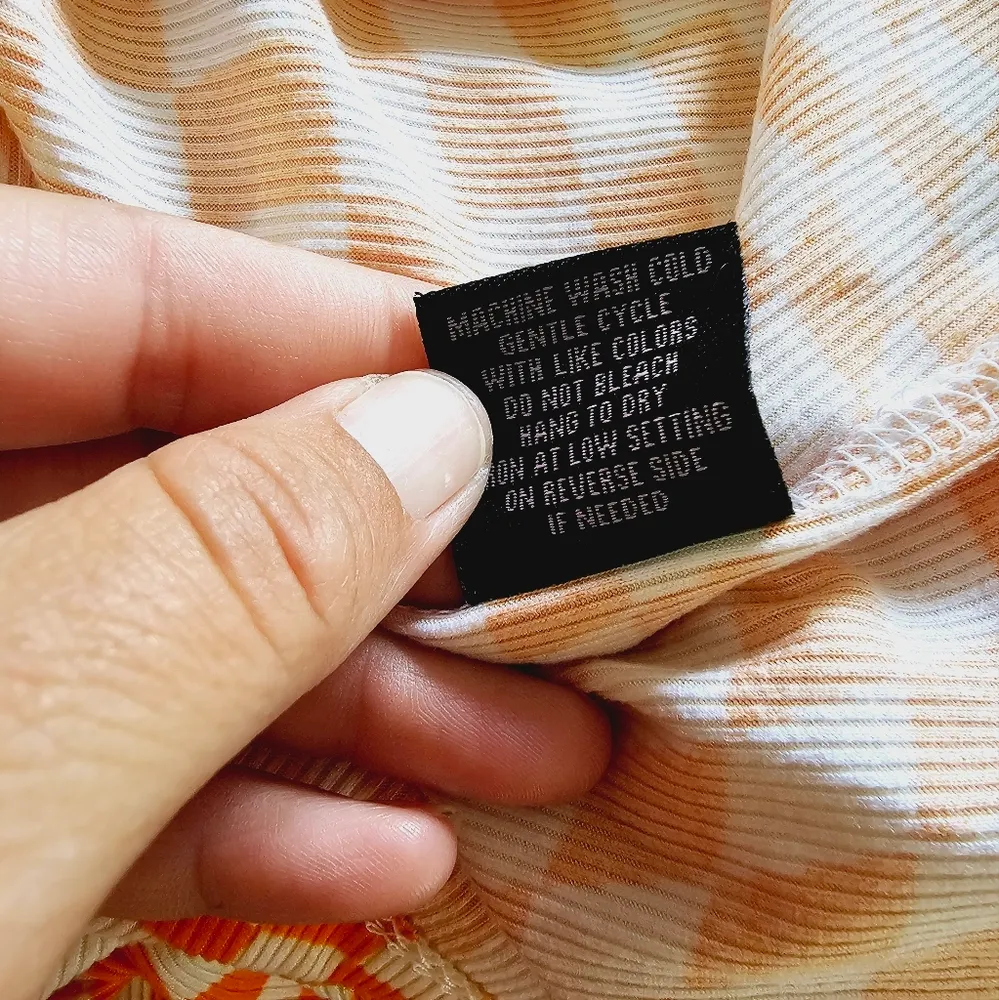 MACHINE WASH COLD
GENTLE CYCLE
WITH LIKE COLORS
DO NOT BLEACH
HANG TO DRY
AT LOW SETTING
ON REVERSE SIDE
IF NEEDED